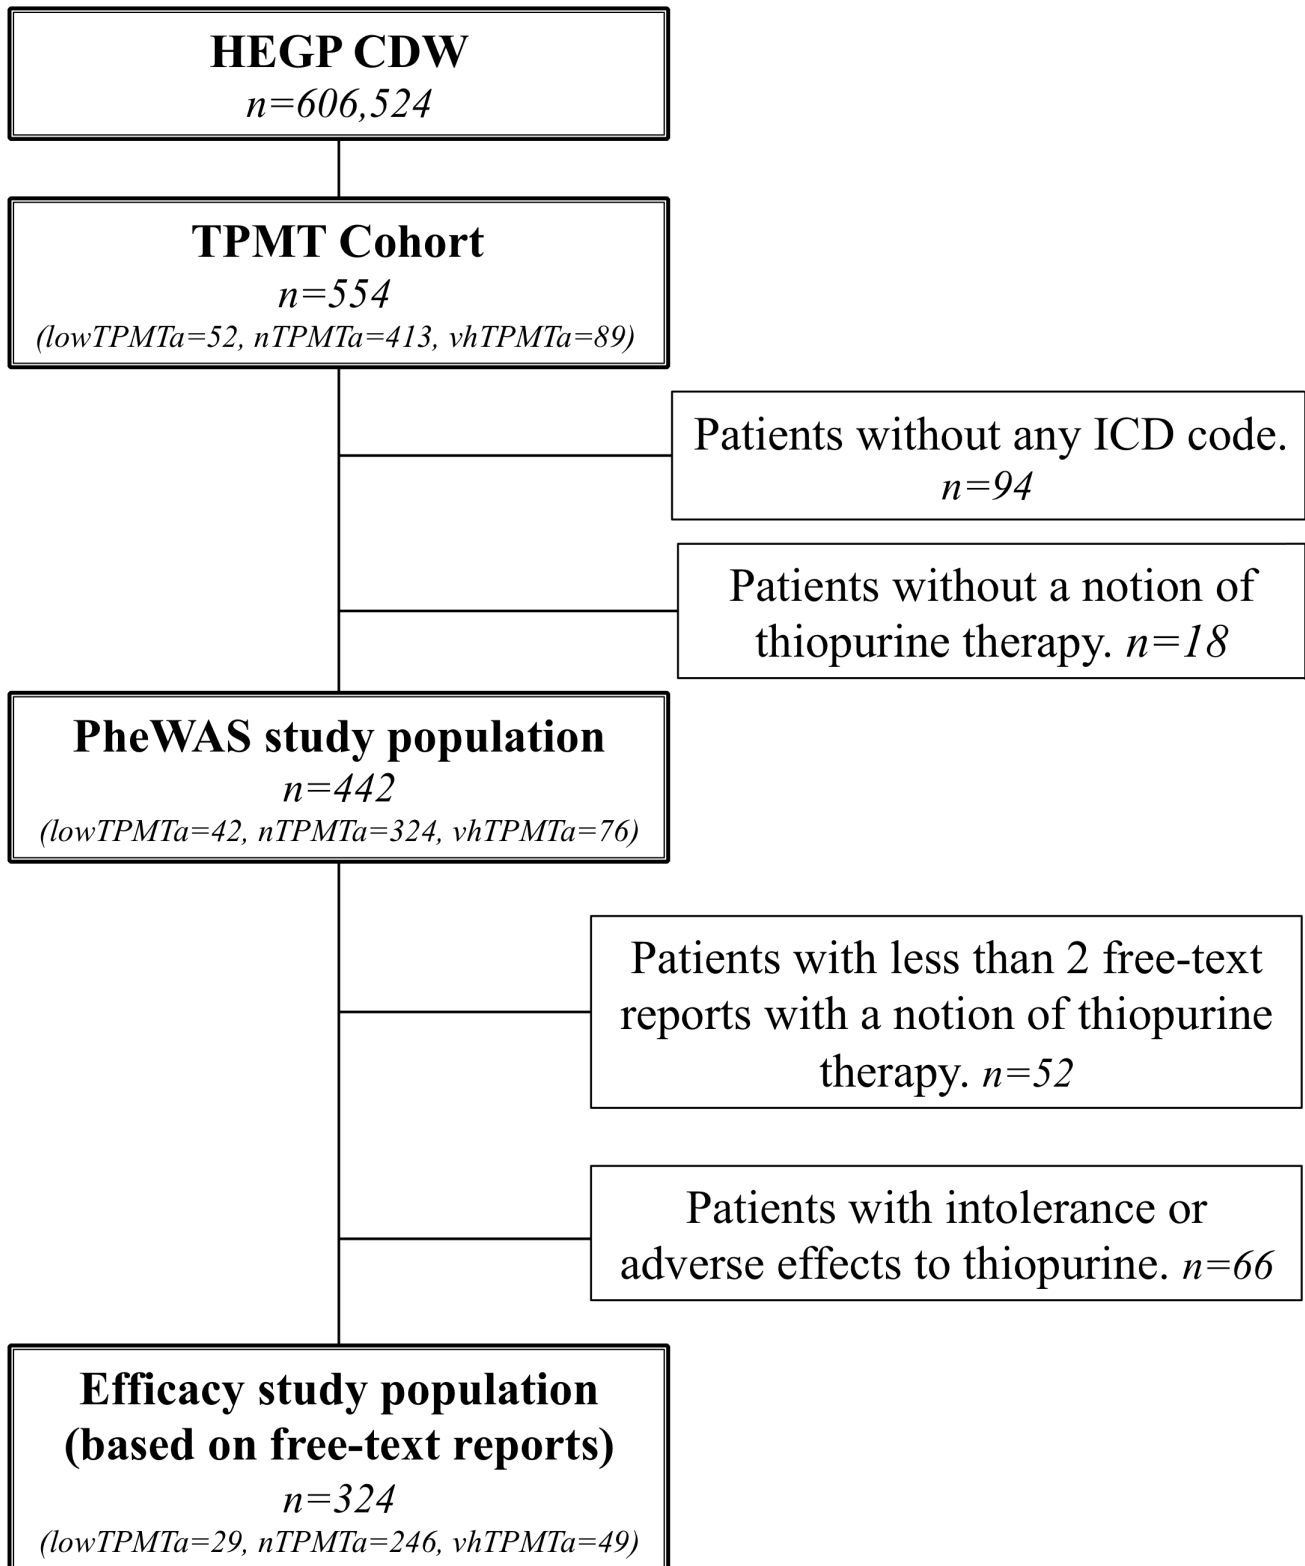 HEGP CDW
n=606,524
TPMT Cohort
n=554
(lowTPMTa=52, nTPMTa=413, vhTPMTa=89)
Patients without any ICD code.
n=94
Patients without a notion of
thiopurine therapy. n=18
PheWAS study population
n=442
(lowTPMTa=42, nTPMTa=324, vhTPMTa=76)
Patients with less than 2 free-text
reports with a notion of thiopurine
therapy. n=52
Patients with intolerance or
adverse effects to thiopurine. n=66
Efficacy study population
(based on free-text reports)
n=324
(lowTPMTa=29, nTPMTa=246, vhTPMTa=49)